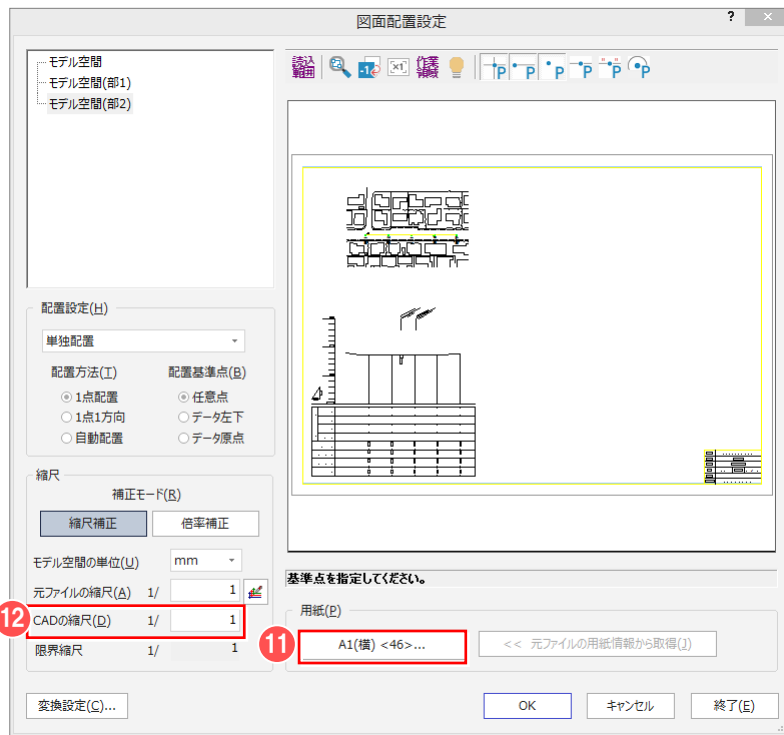 図面配置設定
?
モデル空間
モデル空間(部1)
モデル空間(部2)
読込範囲
-1
×1
作業領域
P P P P P P
配置設定(H)
単独配置
配置方法(T) 配置基準点(B)
1点配置 任意点
1点1方向 データ左下
自動配置 データ原点
縮尺
補正モード(R)
縮尺補正 倍率補正
モデル空間の単位(U) mm
元ファイルの縮尺(A) 1/ 1
12 CADの縮尺(D) 1/ 1
限界縮尺 1/ 1
基準点を指定してください。
用紙(P)
11 A1(横) <46>... << 元ファイルの用紙情報から取得(J)
変換設定(C)... OK キャンセル 終了(E)